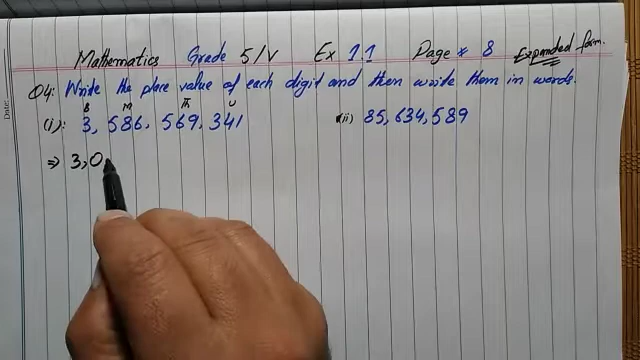 Mathematics Grade 5/V Ex 1.1 Page # 8 Expanded form.
Q4: Write the place value of each digit and then write them in words.
B M Th U
(i): 3, 586, 569, 341 (ii) 85,634,589
⇒ 3,0
Date: